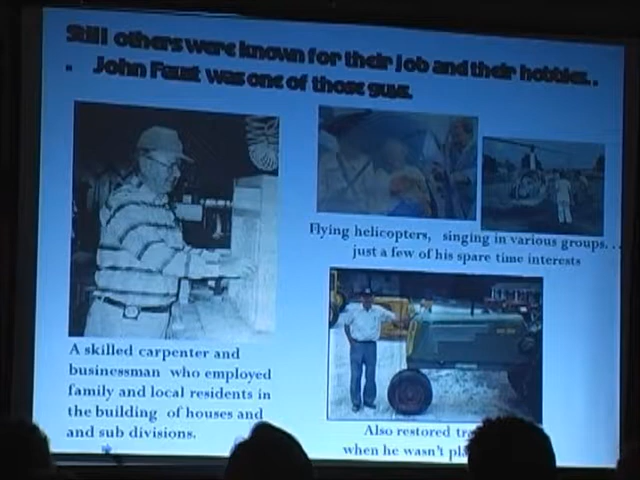 Still others were known for their job and their hobbies. .
. John Faust was one of those guys.
Flying helicopters, singing in various groups. . .
just a few of his spare time interests
A skilled carpenter and
businessman who employed
family and local residents in
the building of houses and
and sub divisions.
Also restored
when he wasn't